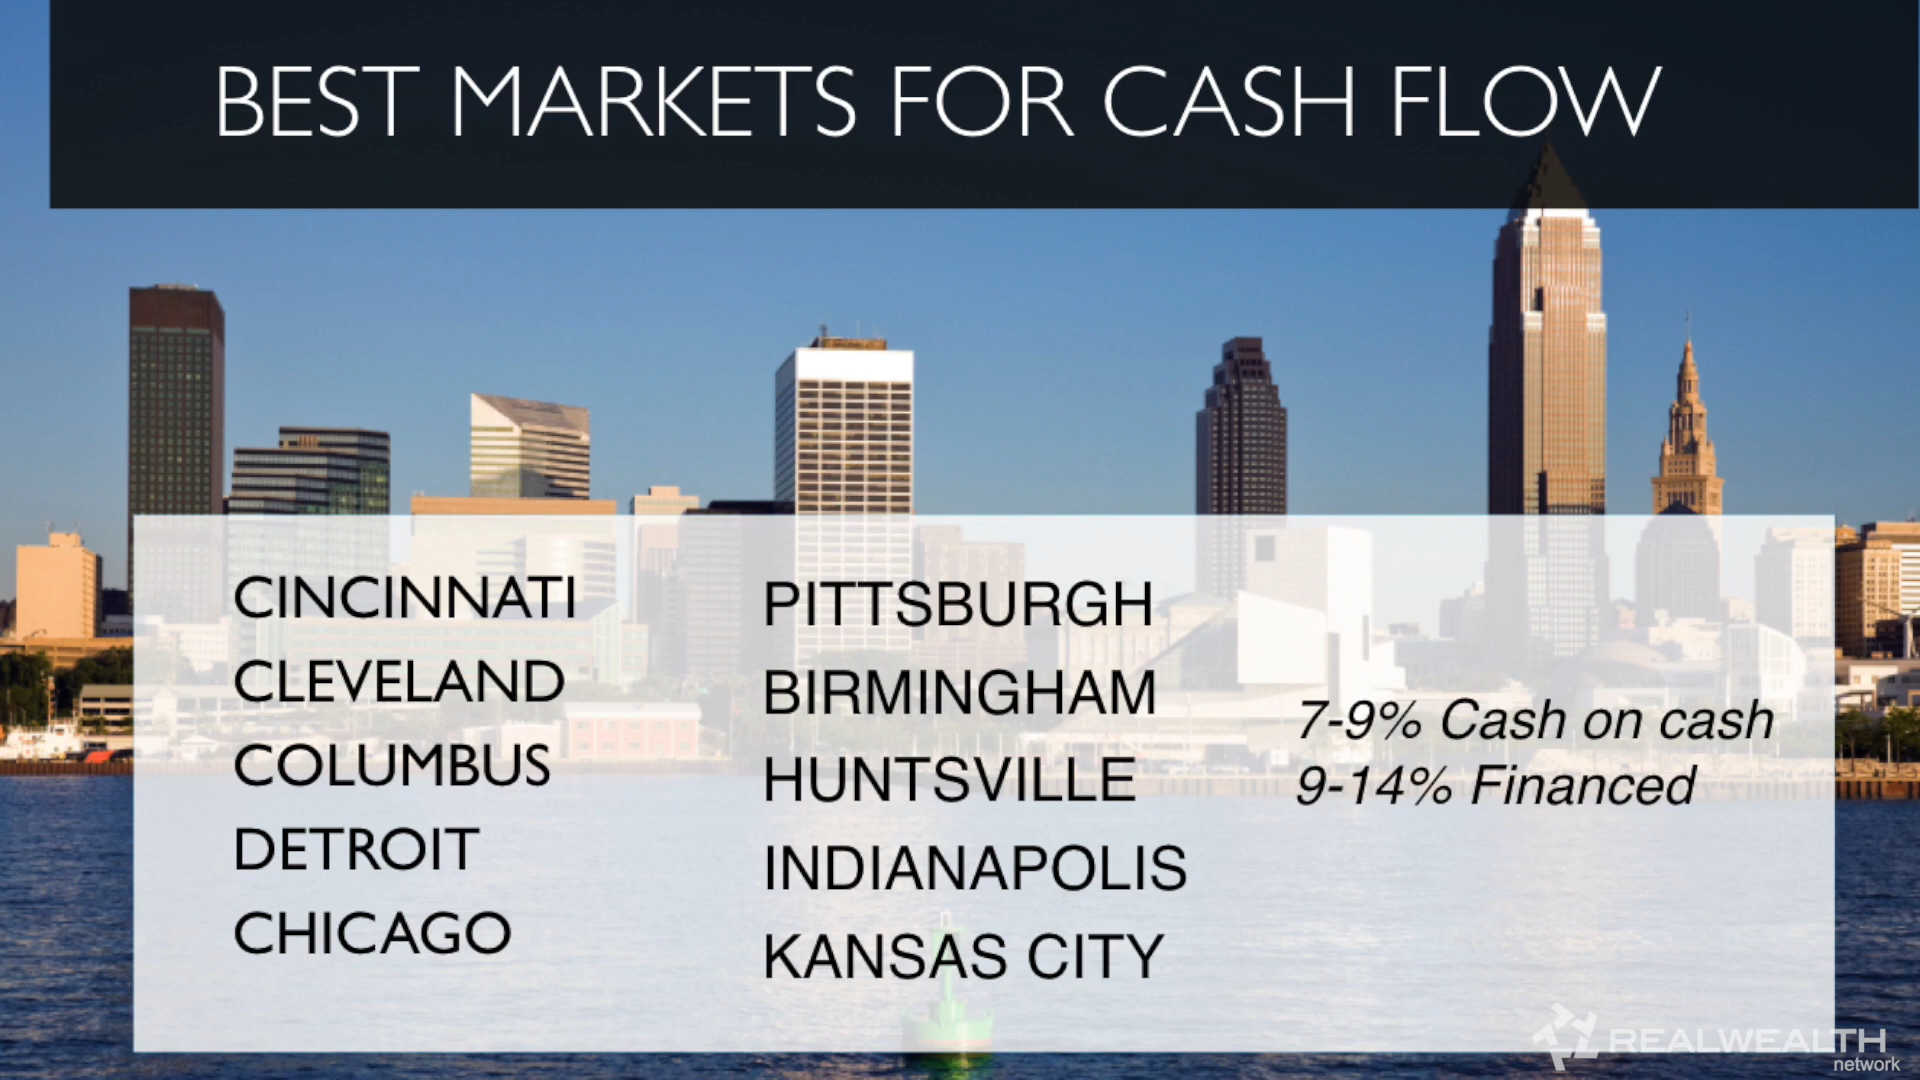 BEST MARKETS FOR CASH FLOW
CINCINNATI
CLEVELAND
COLUMBUS
DETROIT
CHICAGO
PITTSBURGH
BIRMINGHAM
HUNTSVILLE
INDIANAPOLIS
KANSAS CITY
7-9% Cash on cash
9-14% Financed
REALWEALTH
network